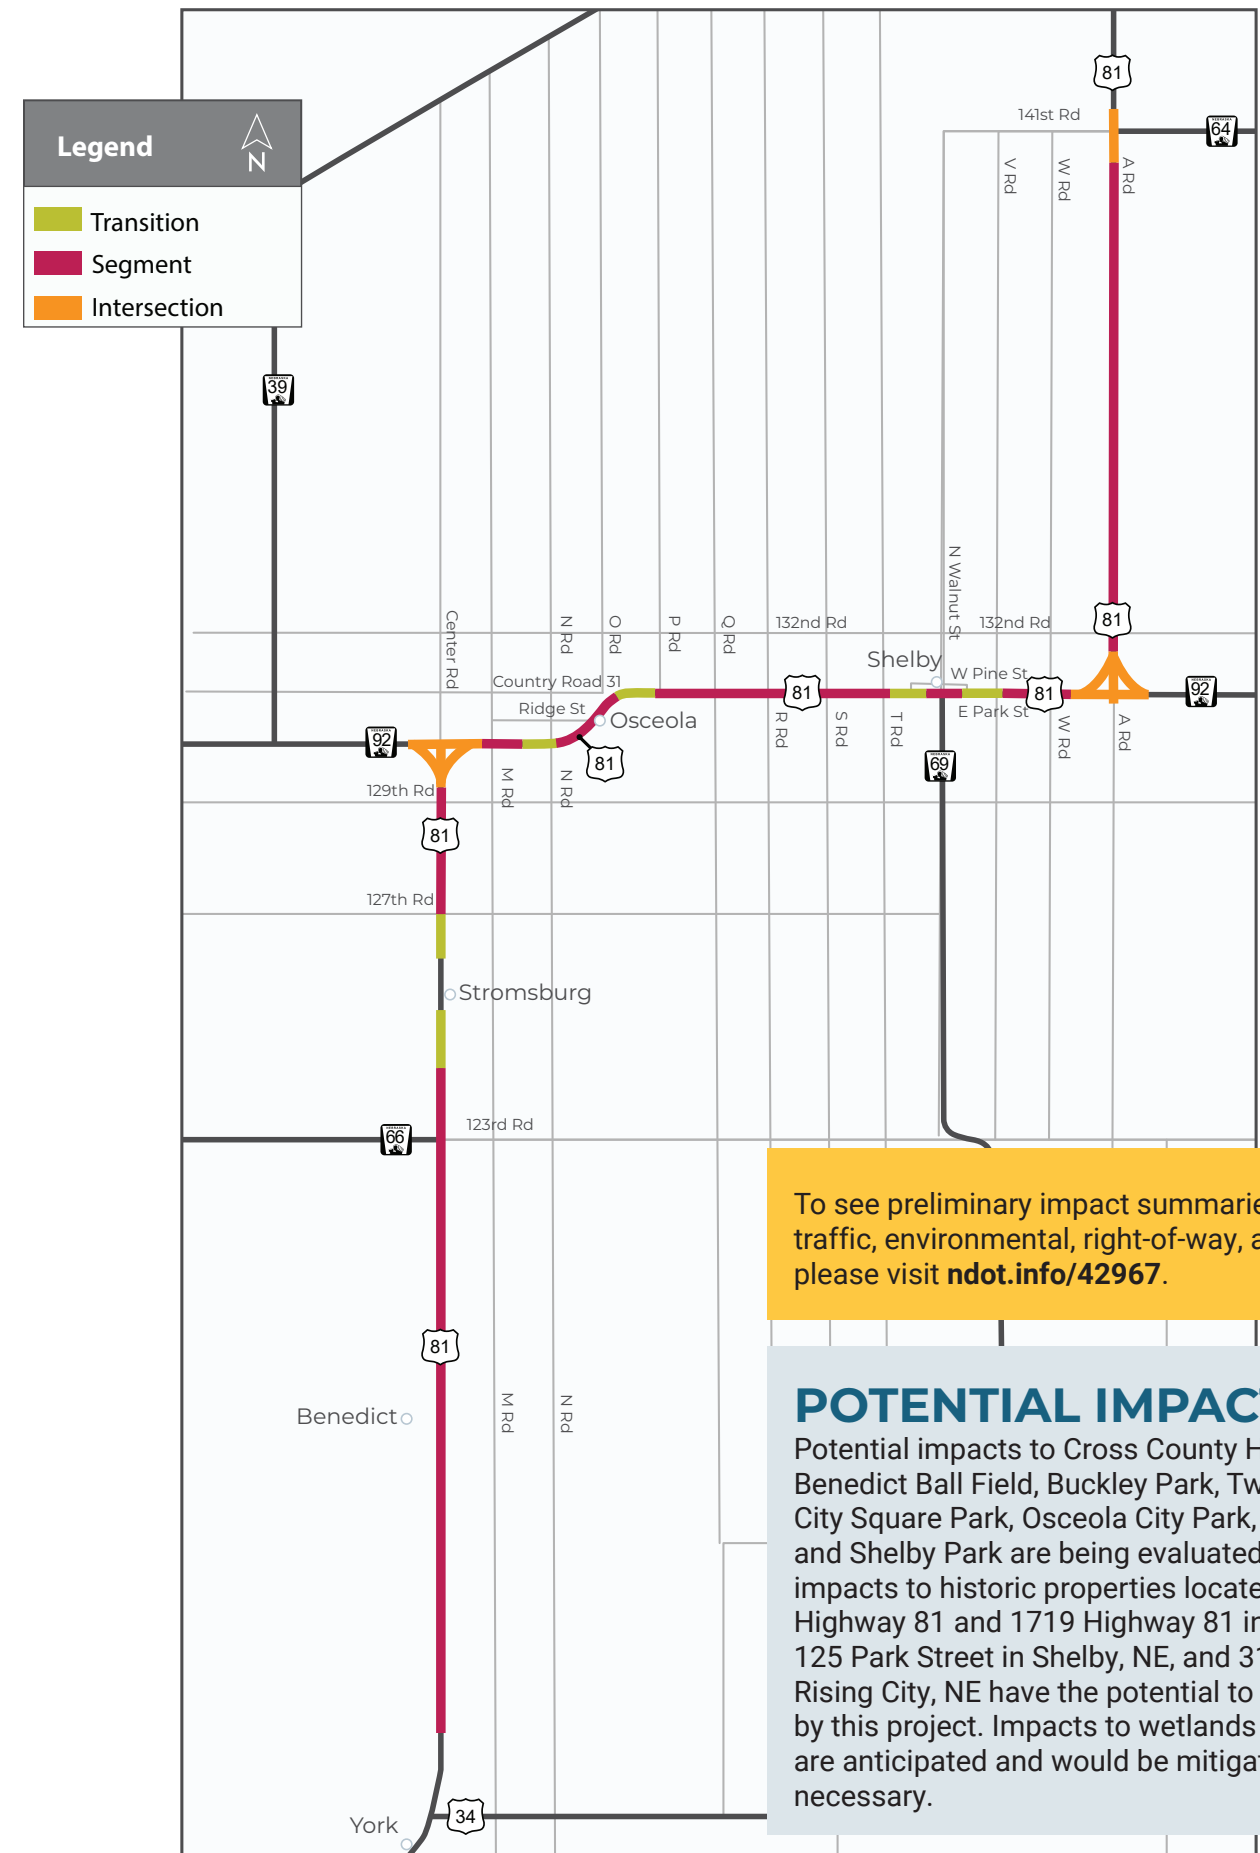 81
141st Rd
NEBRASKA
64
Legend
N
V Rd
W Rd
A Rd
Transition
Segment
Intersection
NEBRASKA
39
N Walnut St
Center Rd
N Rd
O Rd
P Rd
Q Rd
132nd Rd
132nd Rd
81
Shelby
W Pine St
Country Road 31
81
81
NEBRASKA
92
Ridge St
Osceola
E Park St
R Rd
S Rd
T Rd
W Rd
A Rd
NEBRASKA
92
81
NEBRASKA
69
M Rd
N Rd
129th Rd
81
127th Rd
Stromsburg
123rd Rd
NEBRASKA
66
To see preliminary impact summarie
traffic, environmental, right-of-way, a
please visit ndot.info/42967.
81
Benedict
M Rd
N Rd
POTENTIAL IMPAC
Potential impacts to Cross County H
Benedict Ball Field, Buckley Park, Tw
City Square Park, Osceola City Park,
and Shelby Park are being evaluated
impacts to historic properties locate
Highway 81 and 1719 Highway 81 in
125 Park Street in Shelby, NE, and 31
Rising City, NE have the potential to
by this project. Impacts to wetlands
are anticipated and would be mitigat
necessary.
34
York